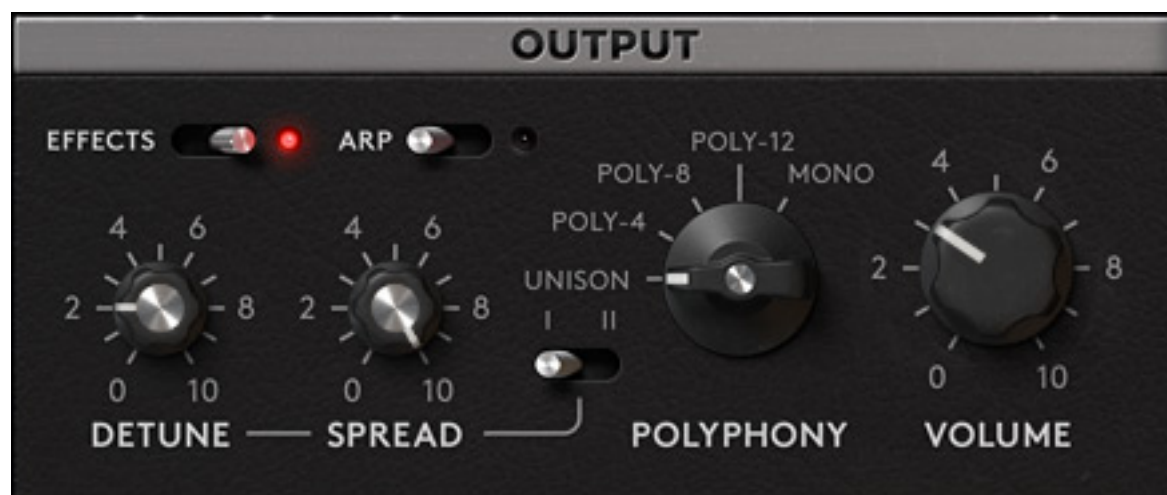 OUTPUT
EFFECTS
ARP
POLY-12
POLY-8
MONO
POLY-4
UNISON
I II
4 6
2 8
0 10
DETUNE
4 6
2 8
0 10
SPREAD
POLYPHONY
4 6
2 8
0 10
VOLUME